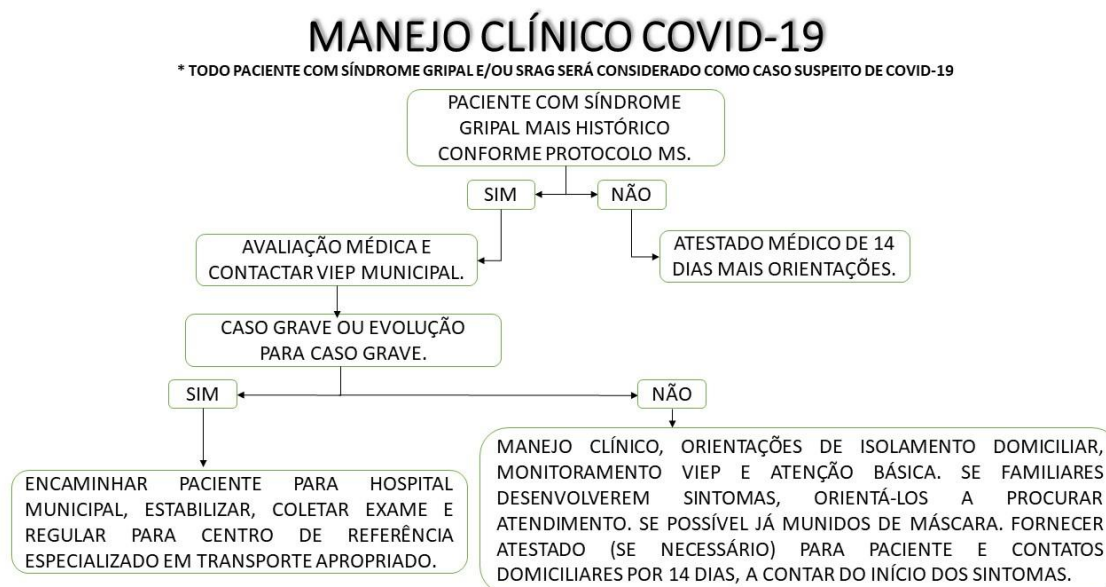 MANEJO CLÍNICO COVID-19
* TODO PACIENTE COM SÍNDROME GRIPAL E/OU SRAG SERÁ CONSIDERADO COMO CASO SUSPEITO DE COVID-19
PACIENTE COM SÍNDROME
GRIPAL MAIS HISTÓRICO
CONFORME PROTOCOLO MS.
SIM
NÃO
AVALIAÇÃO MÉDICA E
CONTACTAR VIEP MUNICIPAL.
ATESTADO MÉDICO DE 14
DIAS MAIS ORIENTAÇÕES.
CASO GRAVE OU EVOLUÇÃO
PARA CASO GRAVE.
SIM
NÃO
ENCAMINHAR PACIENTE PARA HOSPITAL
MUNICIPAL, ESTABILIZAR, COLETAR EXAME E
REGULAR PARA CENTRO DE REFERÊNCIA
ESPECIALIZADO EM TRANSPORTE APROPRIADO.
MANEJO CLÍNICO, ORIENTAÇÕES DE ISOLAMENTO DOMICILIAR,
MONITORAMENTO VIEP E ATENÇÃO BÁSICA. SE FAMILIARES
DESENVOLVEREM SINTOMAS, ORIENTÁ-LOS A PROCURAR
ATENDIMENTO. SE POSSÍVEL JÁ MUNIDOS DE MÁSCARA. FORNECER
ATESTADO (SE NECESSÁRIO) PARA PACIENTE E CONTATOS
DOMICILIARES POR 14 DIAS, A CONTAR DO INÍCIO DOS SINTOMAS.